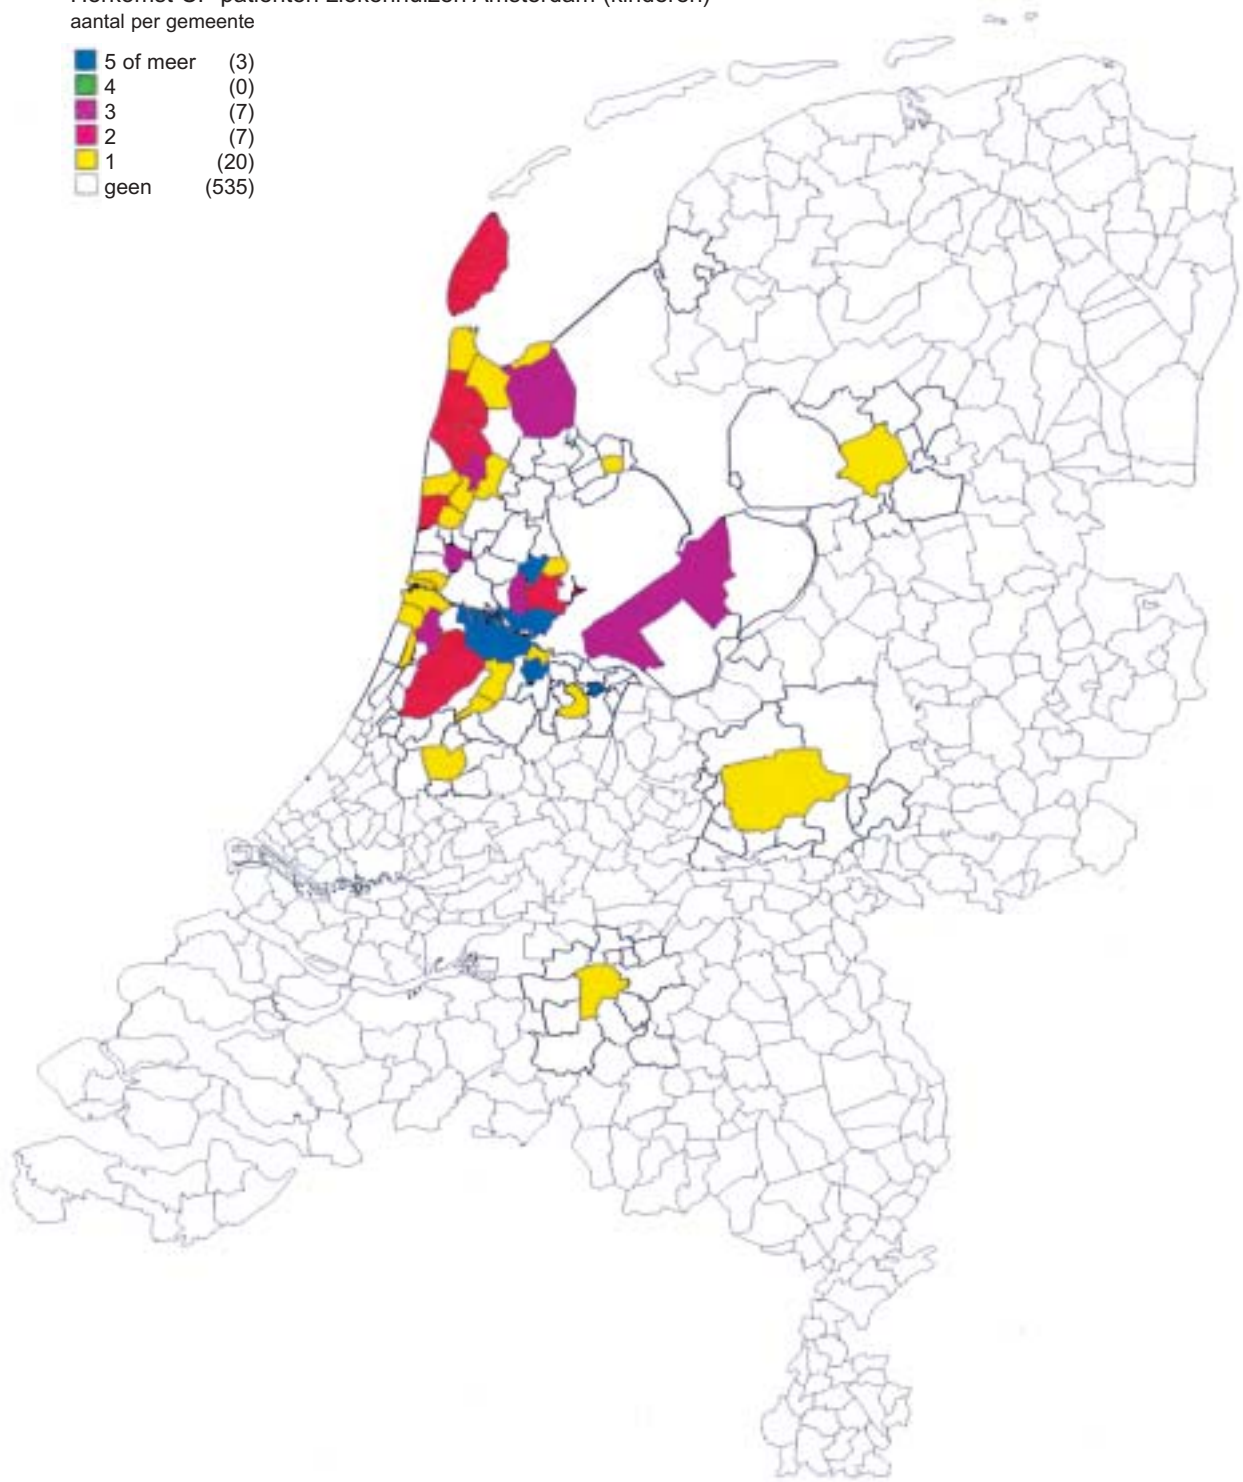 Herkomst CF-patiënten ziekenhuizen Amsterdam (kinderen)
aantal per gemeente
5 of meer (3)
4 (0)
3 (7)
2 (7)
1 (20)
geen (535)